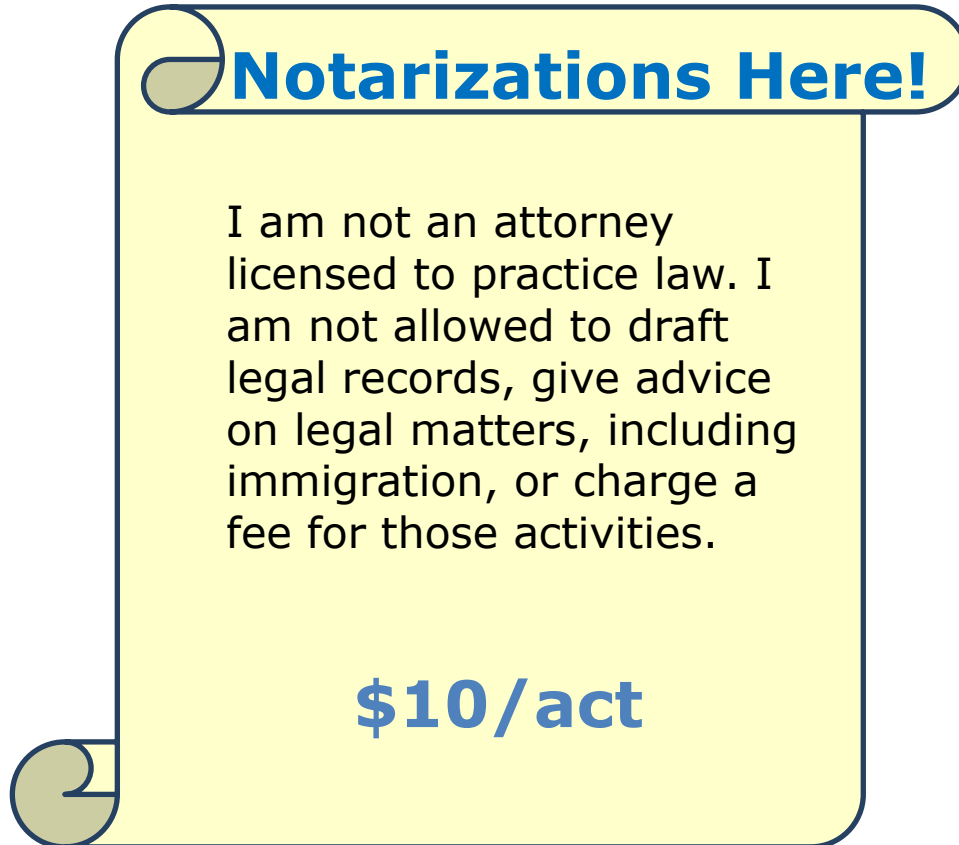 Notarizations Here!
I am not an attorney
licensed to practice law. I
am not allowed to draft
legal records, give advice
on legal matters, including
immigration, or charge a
fee for those activities.
$10/act